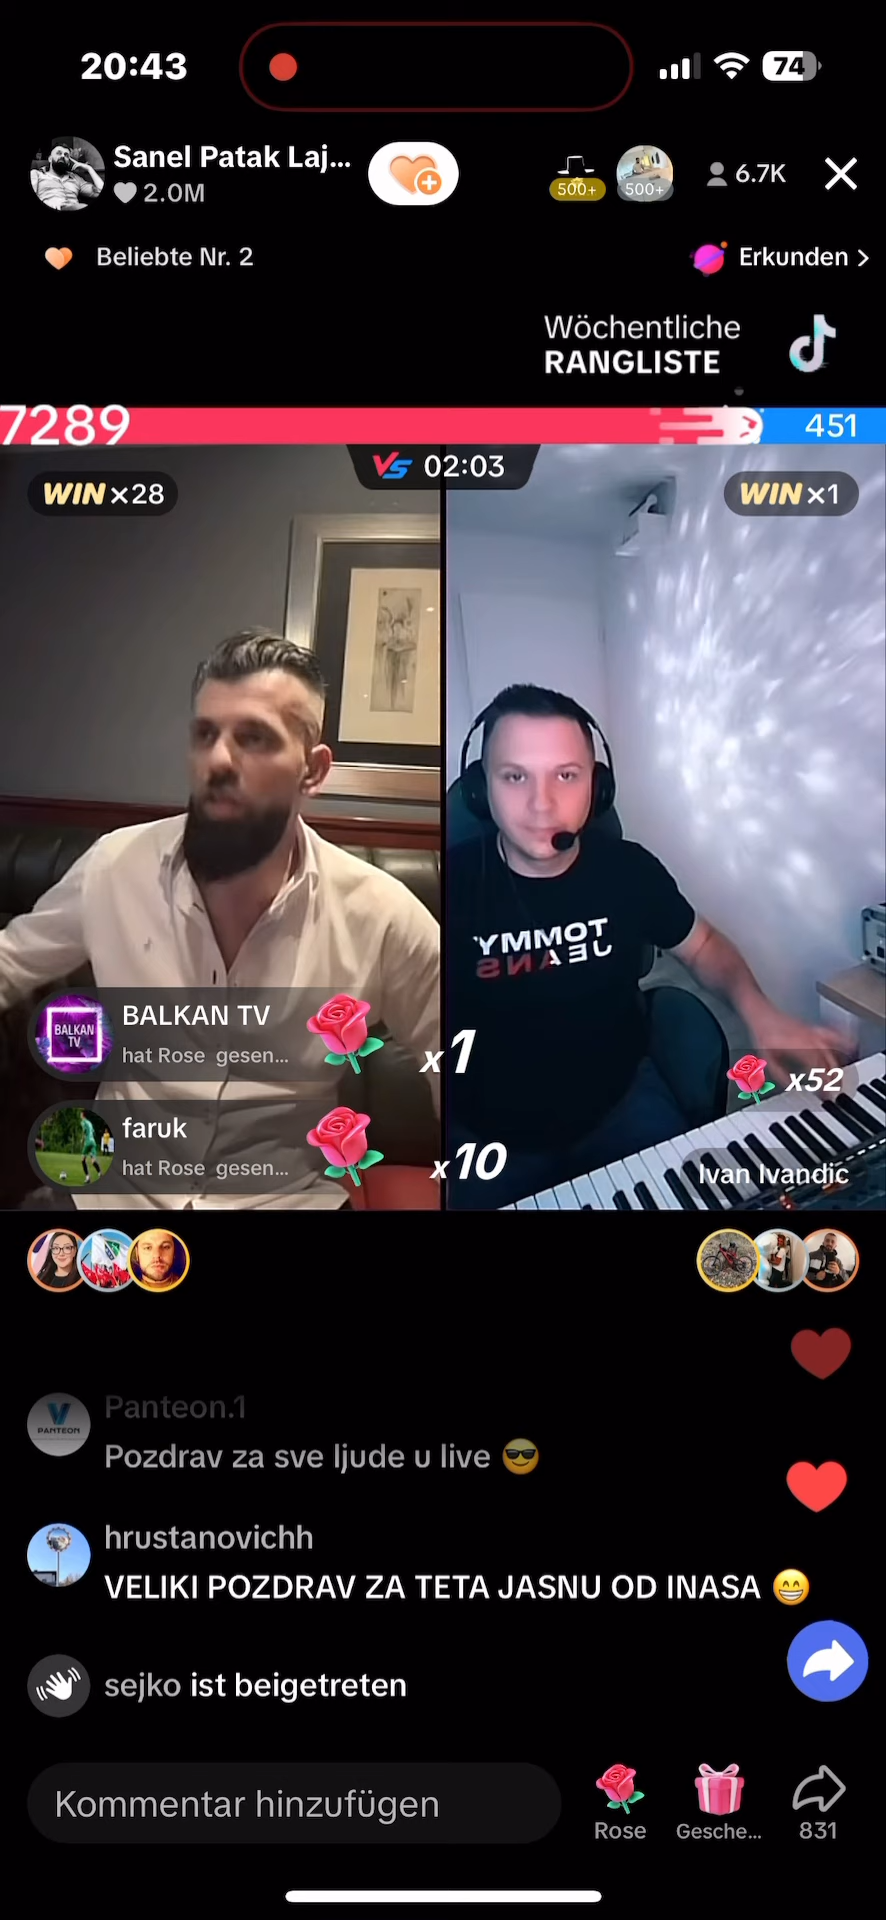 20:43
74
Sanel Patak Laj...
2.0M
500+
500+
6.7K
Beliebte Nr. 2
Erkunden >
Wöchentliche
RANGLISTE
7289
451
VS 02:03
WIN x28
WIN x1
TOMMY
JEANS
BALKAN TV
BALKAN
TV
hat Rose gesen...
x1
x52
faruk
hat Rose gesen...
x10
Ivan Ivandic
Panteon.1
PANTEON
Pozdrav za sve ljude u live 😎
hrustanovichh
VELIKI POZDRAV ZA TETA JASNU OD INASA 😁
sejko ist beigetreten
Kommentar hinzufügen
Rose
Gesche...
831